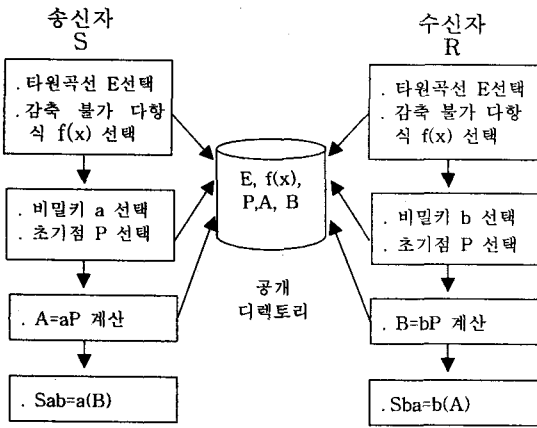 송신자
S
. 타원곡선 E선택
. 감축 불가 다항
식 f(x) 선택
. 비밀키 a 선택
. 초기점 P 선택
. A=aP 계산
. Sab=a(B)
E, f(x),
P,A, B
공개
디렉토리
수신자
R
. 타원곡선 E선택
. 감축 불가 다항
식 f(x) 선택
. 비밀키 b 선택
. 초기점 P 선택
. B=bP 계산
. Sba=b(A)